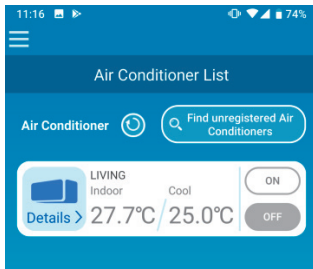 11:16 74%
Air Conditioner List
Air Conditioner
Find unregistered Air
Conditioners
LIVING
Indoor Cool
Details > 27.7℃ 25.0℃
ON
OFF